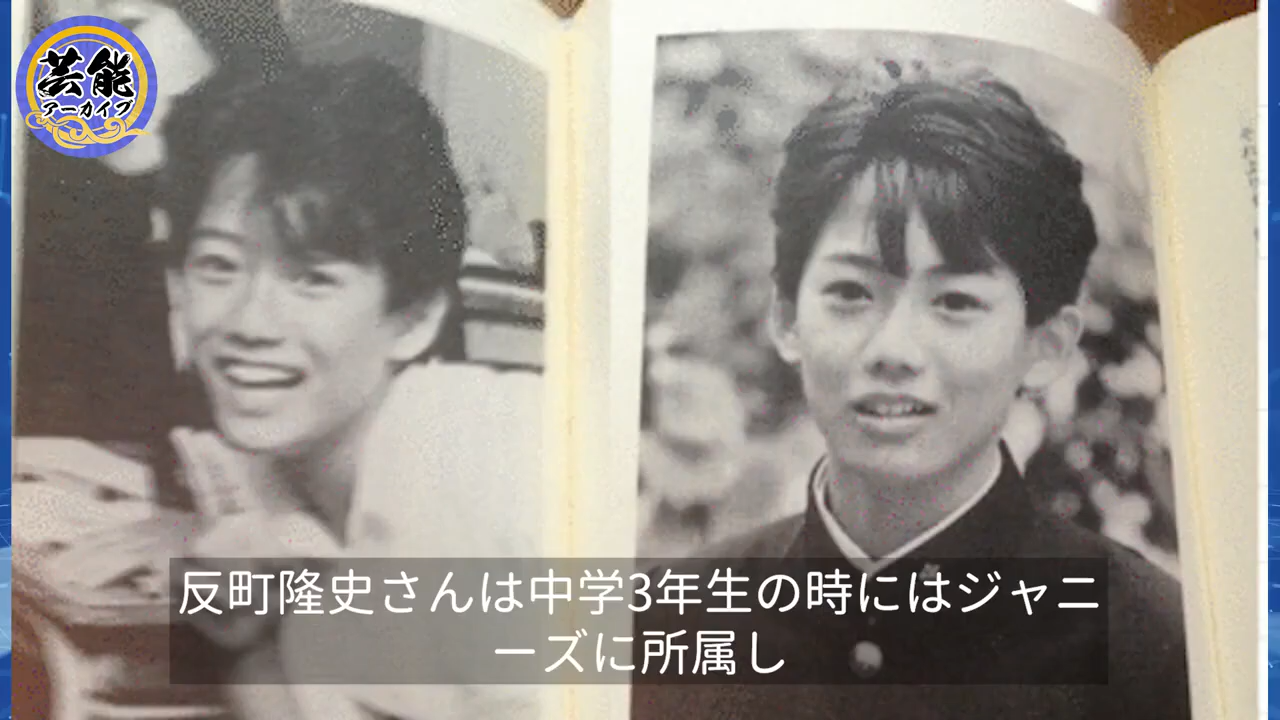 芸能
アーカイブ
反町隆史さんは中学3年生の時にはジャニ
ーズに所属し